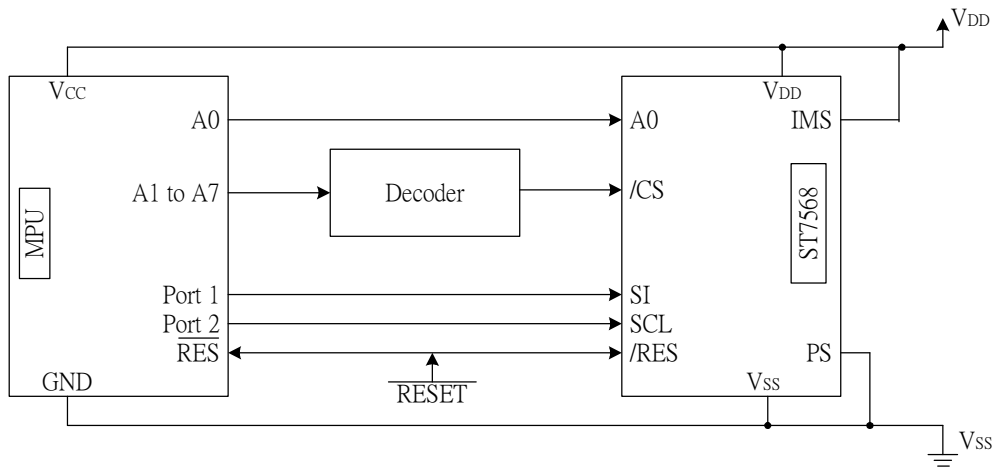 VDD
VCC
VDD
A0
A0
IMS
A1 to A7
Decoder
/CS
MPU
ST7568
Port 1
SI
Port 2
SCL
RES
/RES
PS
GND
RESET
VSS
VSS